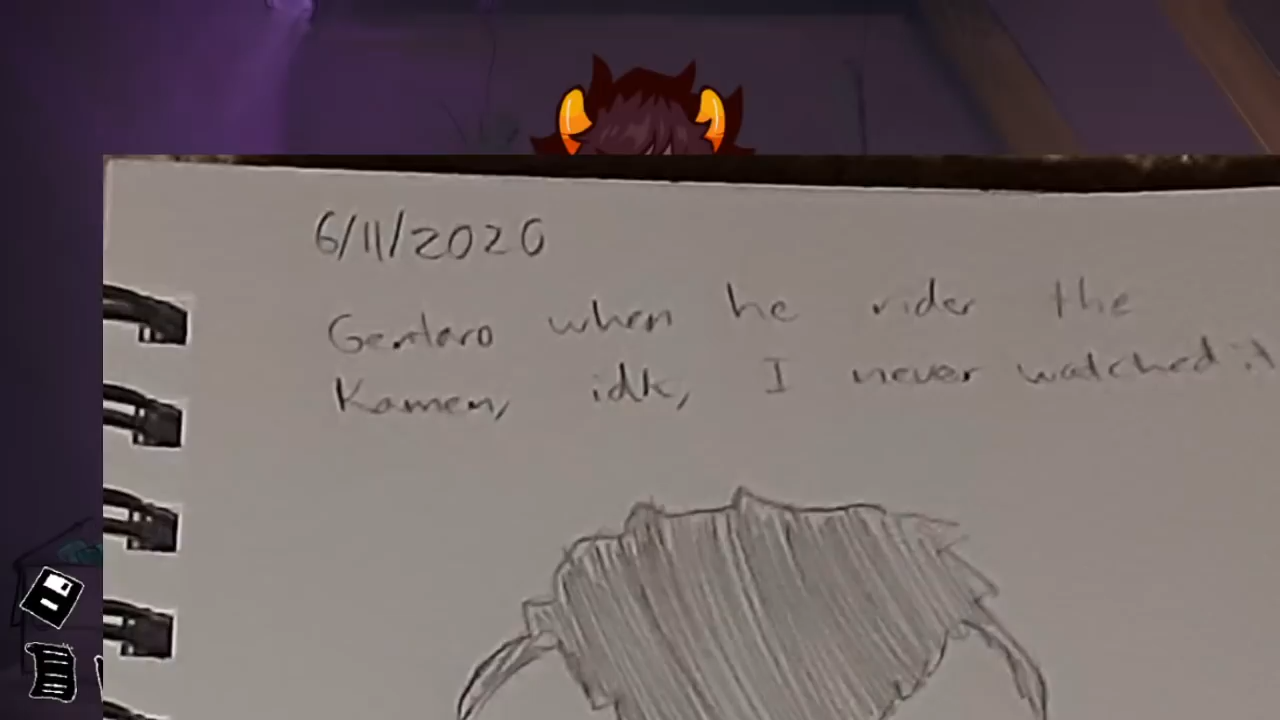 6/11/2020
Gentaro when he rider the
Kamen, idk, I never watched it